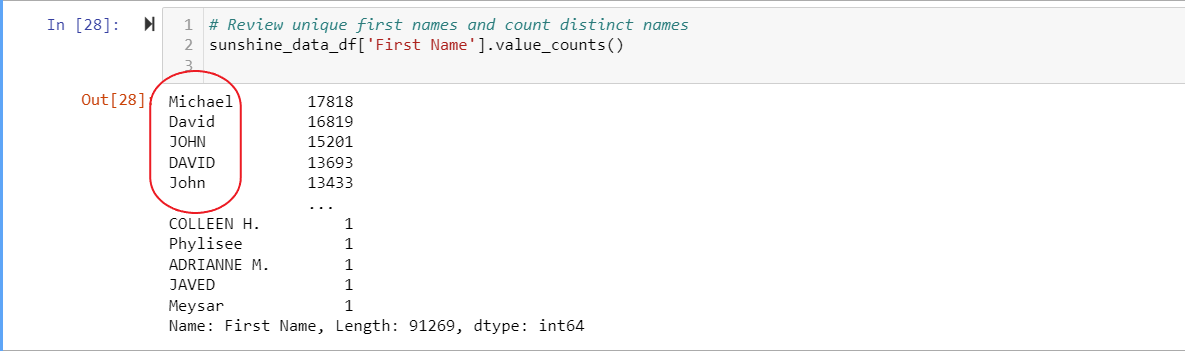 In [28]:
1 # Review unique first names and count distinct names
2 sunshine_data_df['First Name'].value_counts()
3
Out[28]:
Michael 17818
David 16819
JOHN 15201
DAVID 13693
John 13433
...
COLLEEN H. 1
Phylisee 1
ADRIANNE M. 1
JAVED 1
Meysar 1
Name: First Name, Length: 91269, dtype: int64